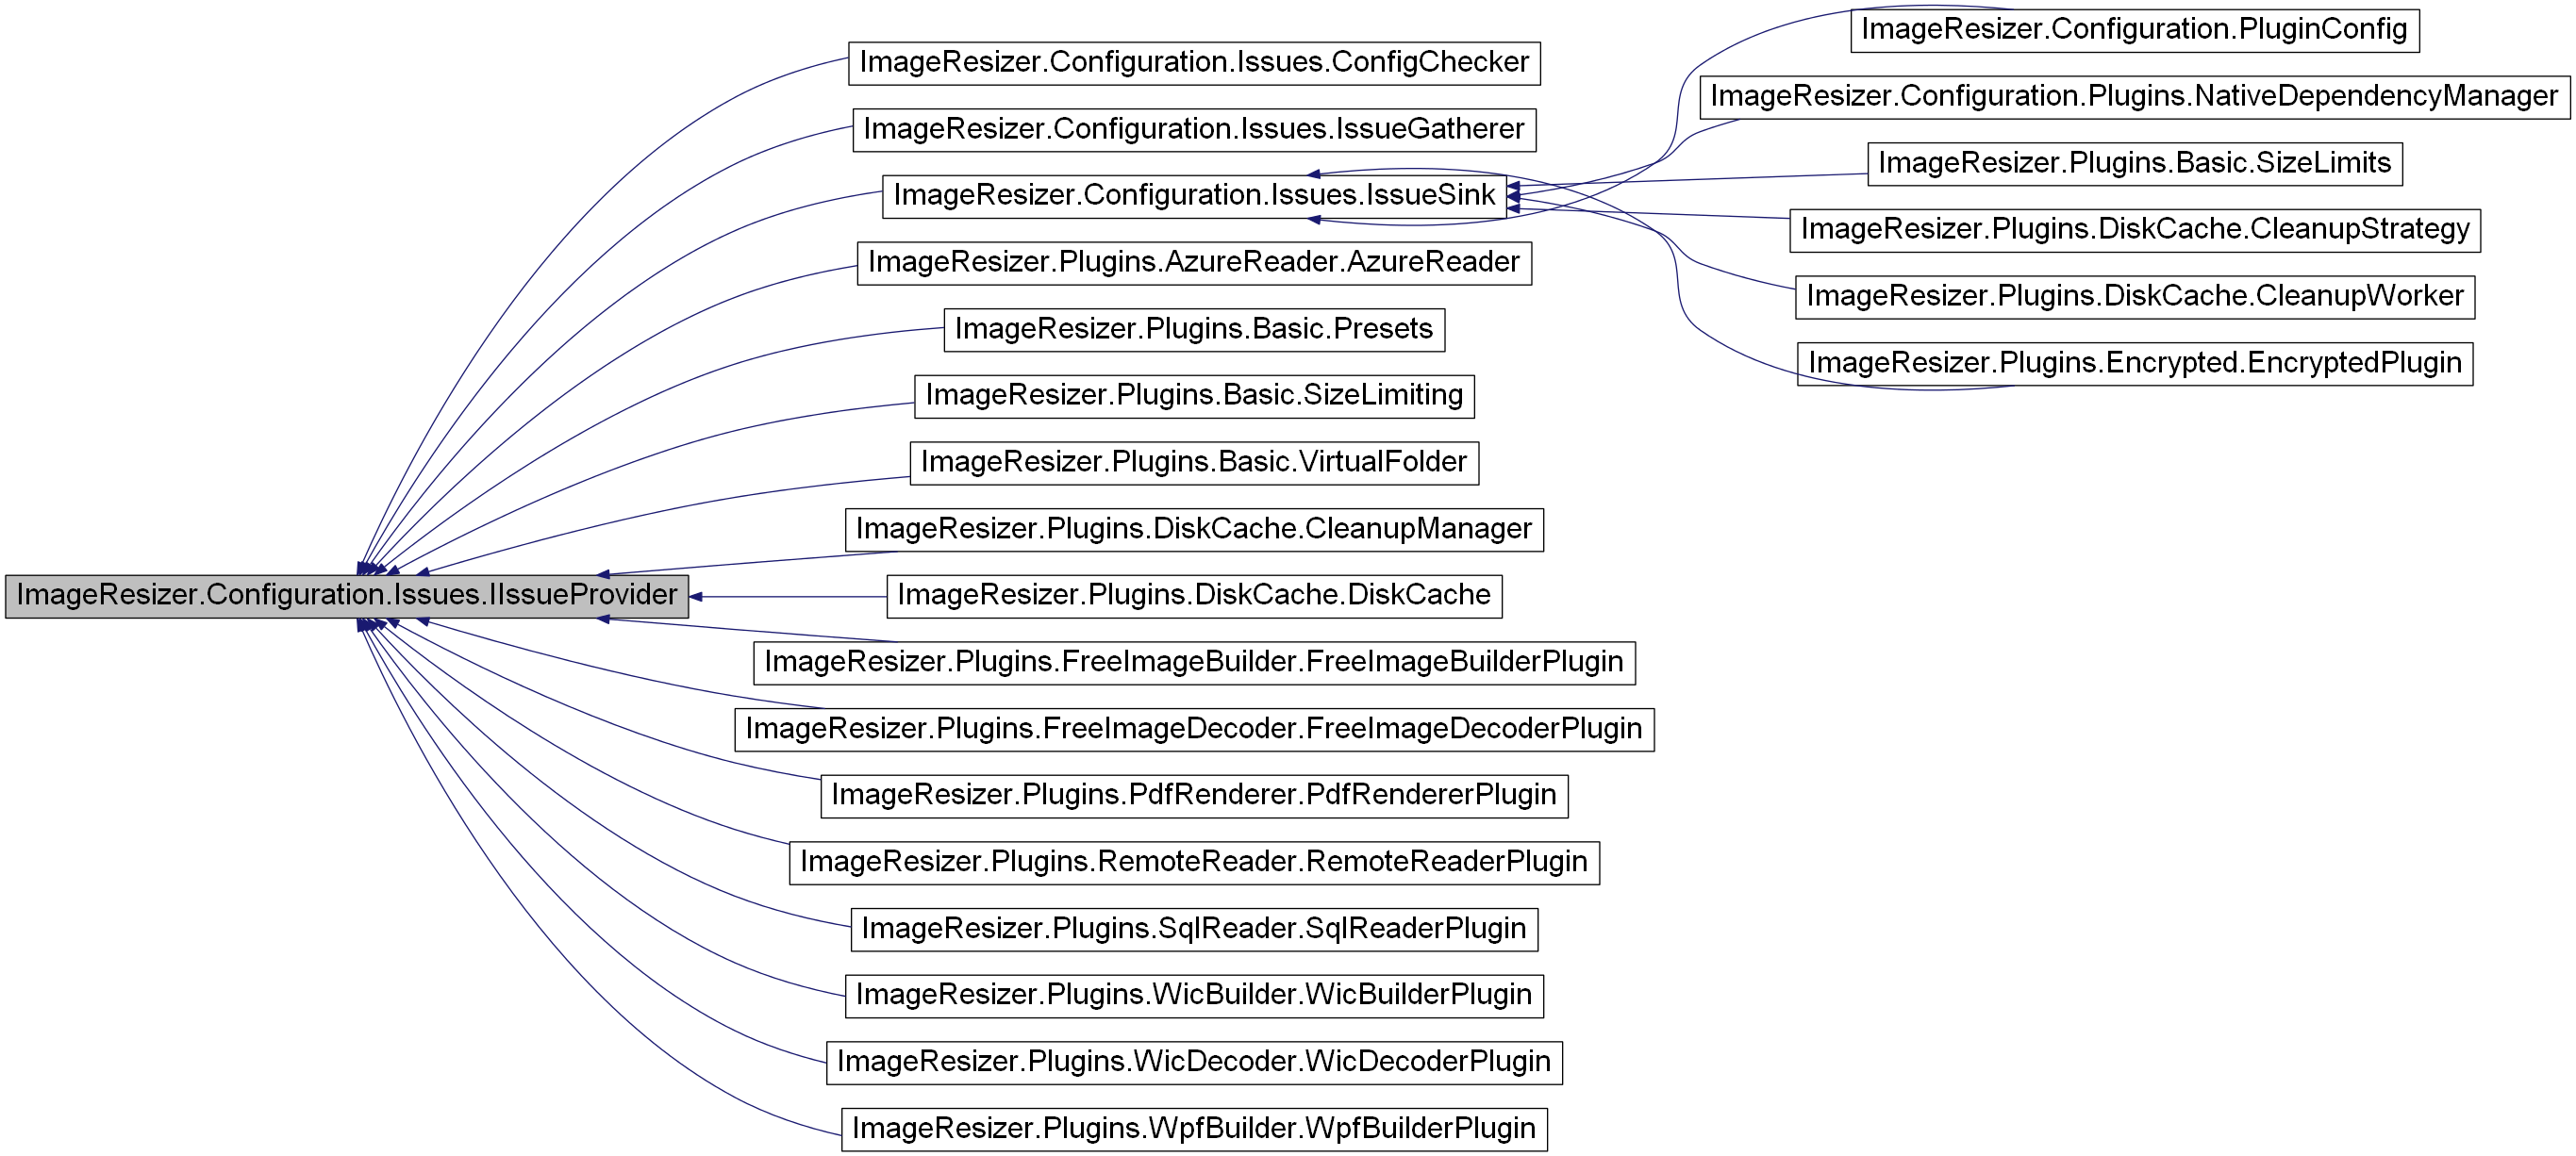 ImageResizer.Configuration.Issues.IIssueProvider
ImageResizer.Configuration.Issues.ConfigChecker
ImageResizer.Configuration.Issues.IssueGatherer
ImageResizer.Configuration.Issues.IssueSink
ImageResizer.Plugins.AzureReader.AzureReader
ImageResizer.Plugins.Basic.Presets
ImageResizer.Plugins.Basic.SizeLimiting
ImageResizer.Plugins.Basic.VirtualFolder
ImageResizer.Plugins.DiskCache.CleanupManager
ImageResizer.Plugins.DiskCache.DiskCache
ImageResizer.Plugins.FreeImageBuilder.FreeImageBuilderPlugin
ImageResizer.Plugins.FreeImageDecoder.FreeImageDecoderPlugin
ImageResizer.Plugins.PdfRenderer.PdfRendererPlugin
ImageResizer.Plugins.RemoteReader.RemoteReaderPlugin
ImageResizer.Plugins.SqlReader.SqlReaderPlugin
ImageResizer.Plugins.WicBuilder.WicBuilderPlugin
ImageResizer.Plugins.WicDecoder.WicDecoderPlugin
ImageResizer.Plugins.WpfBuilder.WpfBuilderPlugin
ImageResizer.Configuration.PluginConfig
ImageResizer.Configuration.Plugins.NativeDependencyManager
ImageResizer.Plugins.Basic.SizeLimits
ImageResizer.Plugins.DiskCache.CleanupStrategy
ImageResizer.Plugins.DiskCache.CleanupWorker
ImageResizer.Plugins.Encrypted.EncryptedPlugin